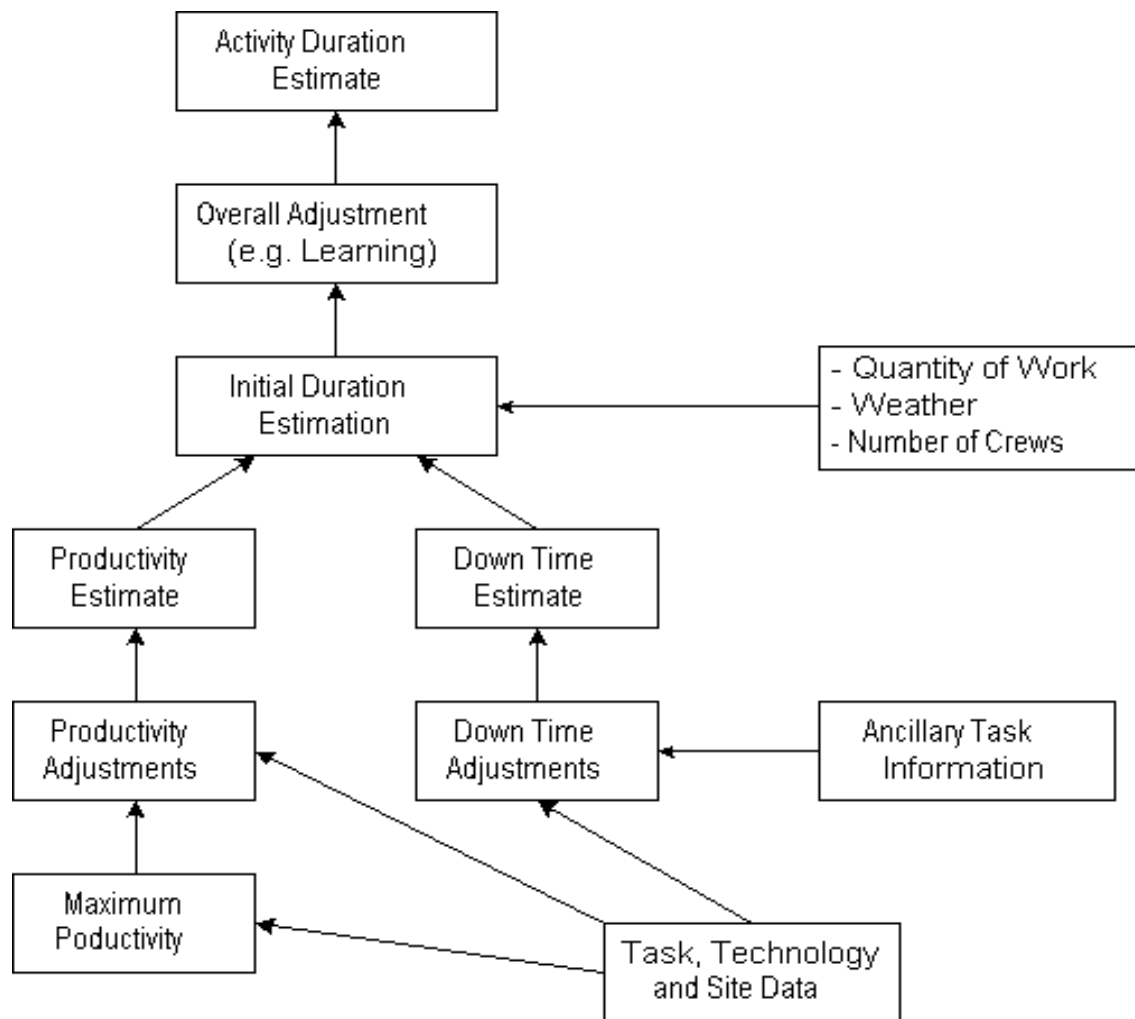 Activity Duration
Estimate
Overall Adjustment
(e.g. Learning)
Initial Duration
Estimation
- Quantity of Work
- Weather
- Number of Crews
Productivity
Estimate
Down Time
Estimate
Productivity
Adjustments
Down Time
Adjustments
Ancillary Task
Information
Maximum
Poductivity
Task, Technology
and Site Data